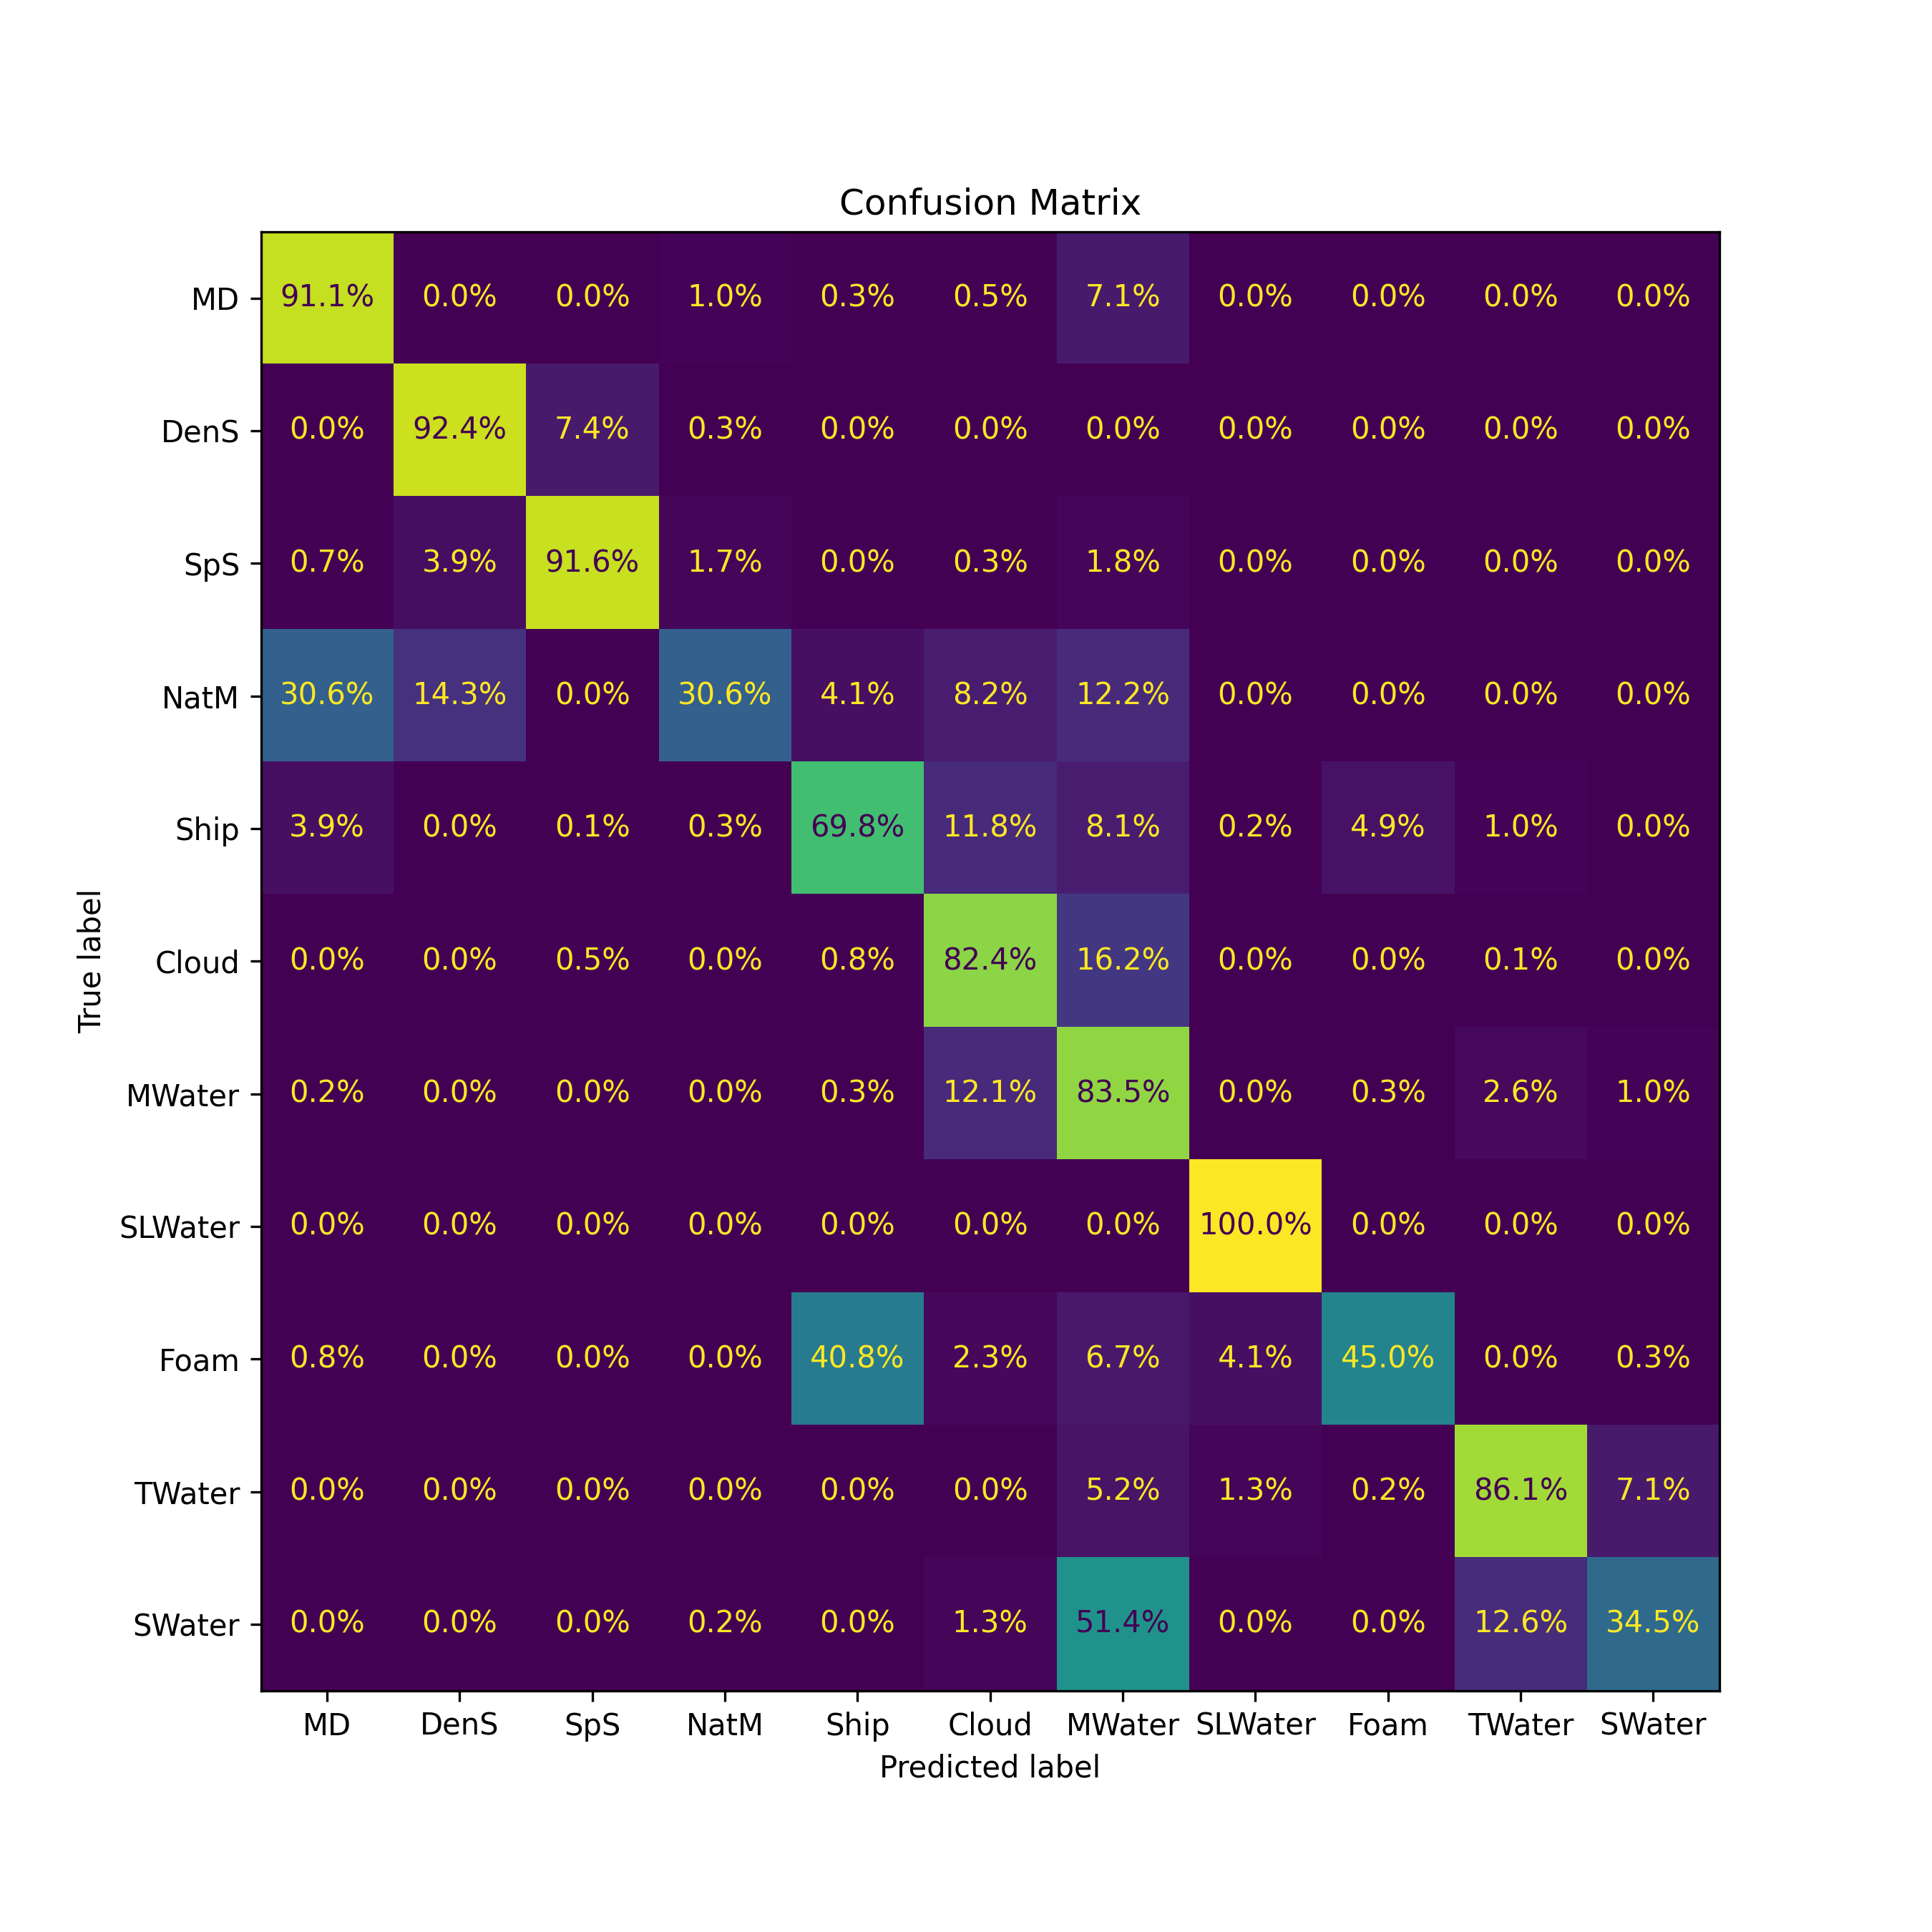 Confusion Matrix
MD 91.1% 0.0% 0.0% 1.0% 0.3% 0.5% 7.1% 0.0% 0.0% 0.0% 0.0%
DenS 0.0% 92.4% 7.4% 0.3% 0.0% 0.0% 0.0% 0.0% 0.0% 0.0% 0.0%
SpS 0.7% 3.9% 91.6% 1.7% 0.0% 0.3% 1.8% 0.0% 0.0% 0.0% 0.0%
NatM 30.6% 14.3% 0.0% 30.6% 4.1% 8.2% 12.2% 0.0% 0.0% 0.0% 0.0%
Ship 3.9% 0.0% 0.1% 0.3% 69.8% 11.8% 8.1% 0.2% 4.9% 1.0% 0.0%
Cloud 0.0% 0.0% 0.5% 0.0% 0.8% 82.4% 16.2% 0.0% 0.0% 0.1% 0.0%
True label
MWater 0.2% 0.0% 0.0% 0.0% 0.3% 12.1% 83.5% 0.0% 0.3% 2.6% 1.0%
SLWater 0.0% 0.0% 0.0% 0.0% 0.0% 0.0% 0.0% 100.0% 0.0% 0.0% 0.0%
Foam 0.8% 0.0% 0.0% 0.0% 40.8% 2.3% 6.7% 4.1% 45.0% 0.0% 0.3%
TWater 0.0% 0.0% 0.0% 0.0% 0.0% 0.0% 5.2% 1.3% 0.2% 86.1% 7.1%
SWater 0.0% 0.0% 0.0% 0.2% 0.0% 1.3% 51.4% 0.0% 0.0% 12.6% 34.5%
MD DenS SpS NatM Ship Cloud MWater SLWater Foam TWater SWater
Predicted label